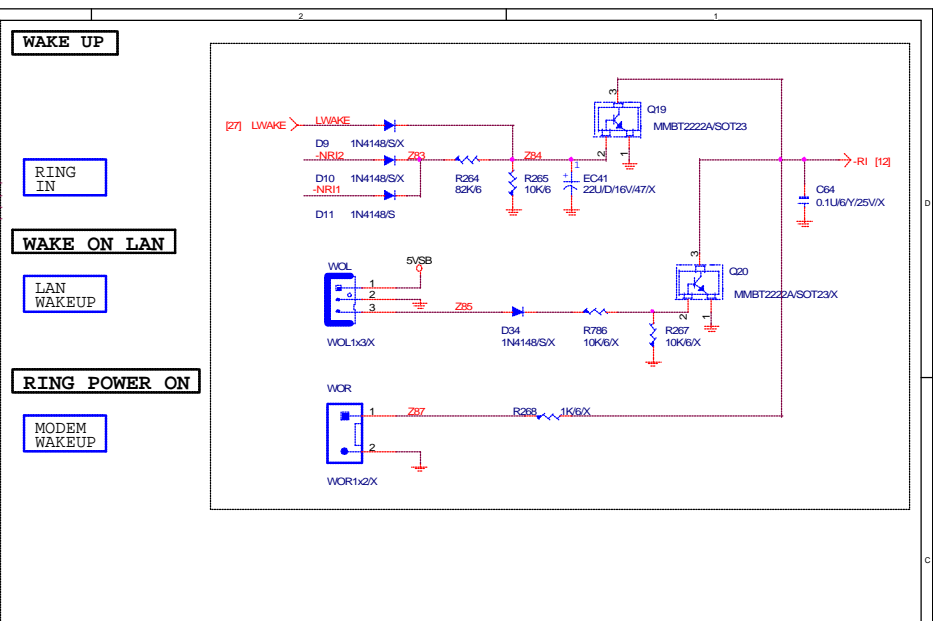 2
1
WAKE UP
3
Q19
MMBT2222A/SOT23
[27] LWAKE
LWAKE
D9 1N4148/S/X
-NRI2
Z83
Z84
2
1
-RI [12]
RING
IN
D10 1N4148/S/X
R264
82K/6
R265
10K/6
+
1
EC41
22U/D/16V/47/X
-NRI1
C64
0.1U/6/Y/25V/X
D11 1N4148/S
D
WAKE ON LAN
3
5VSB
WOL
Q20
LAN
WAKEUP
1
2
3
Z85
MMBT2222A/SOT23/X
2
1
D34
1N4148/S/X
R786
10K/6/X
R267
10K/6/X
WOL1x3/X
RING POWER ON
WOR
1
Z87
R268
1K/6/X
MODEM
WAKEUP
2
WOR1x2/X
C